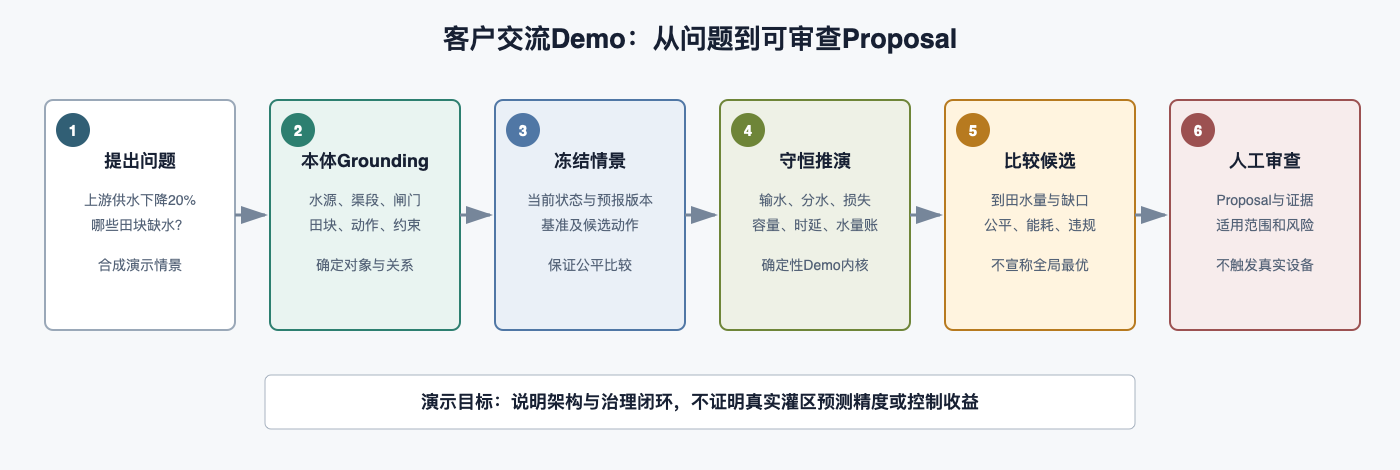 客户交流Demo：从问题到可审查Proposal
1
提出问题
上游供水下降20%
哪些田块缺水？
合成演示情景
2
本体Grounding
水源、渠段、闸门
田块、动作、约束
确定对象与关系
3
冻结情景
当前状态与预报版本
基准及候选动作
保证公平比较
4
守恒推演
输水、分水、损失
容量、时延、水量账
确定性Demo内核
5
比较候选
到田水量与缺口
公平、能耗、违规
不宣称全局最优
6
人工审查
Proposal与证据
适用范围和风险
不触发真实设备
演示目标：说明架构与治理闭环，不证明真实灌区预测精度或控制收益